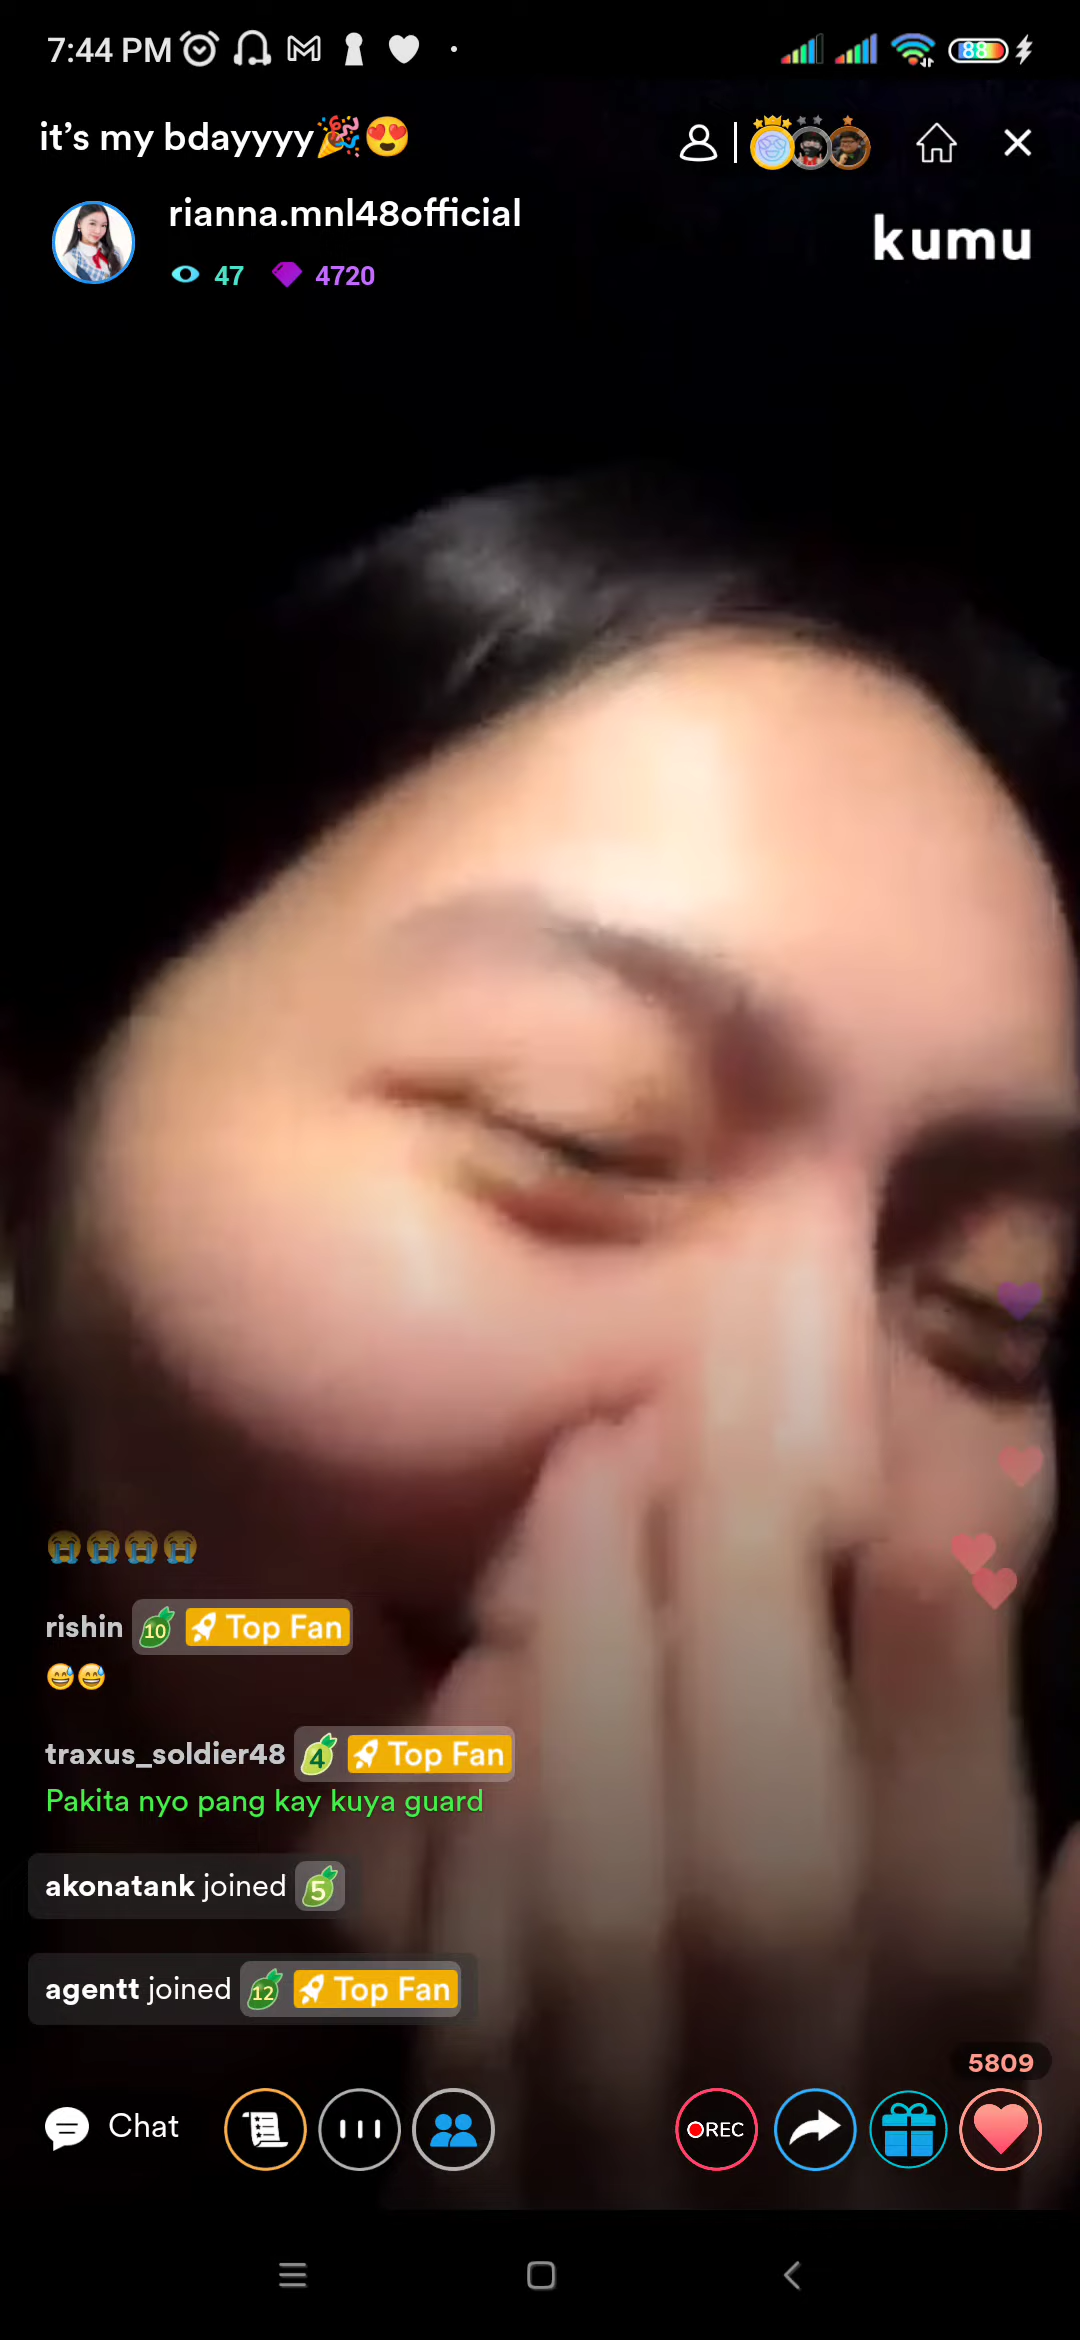 7:44 PM
88
it’s my bdayyyy🎉😍
rianna.mnl48official
kumu
47 4720
😭😭😭😭
rishin 10 Top Fan
😅😅
traxus_soldier48 4 Top Fan
Pakita nyo pang kay kuya guard
akonatank joined 5
agentt joined 12 Top Fan
5809
Chat
REC